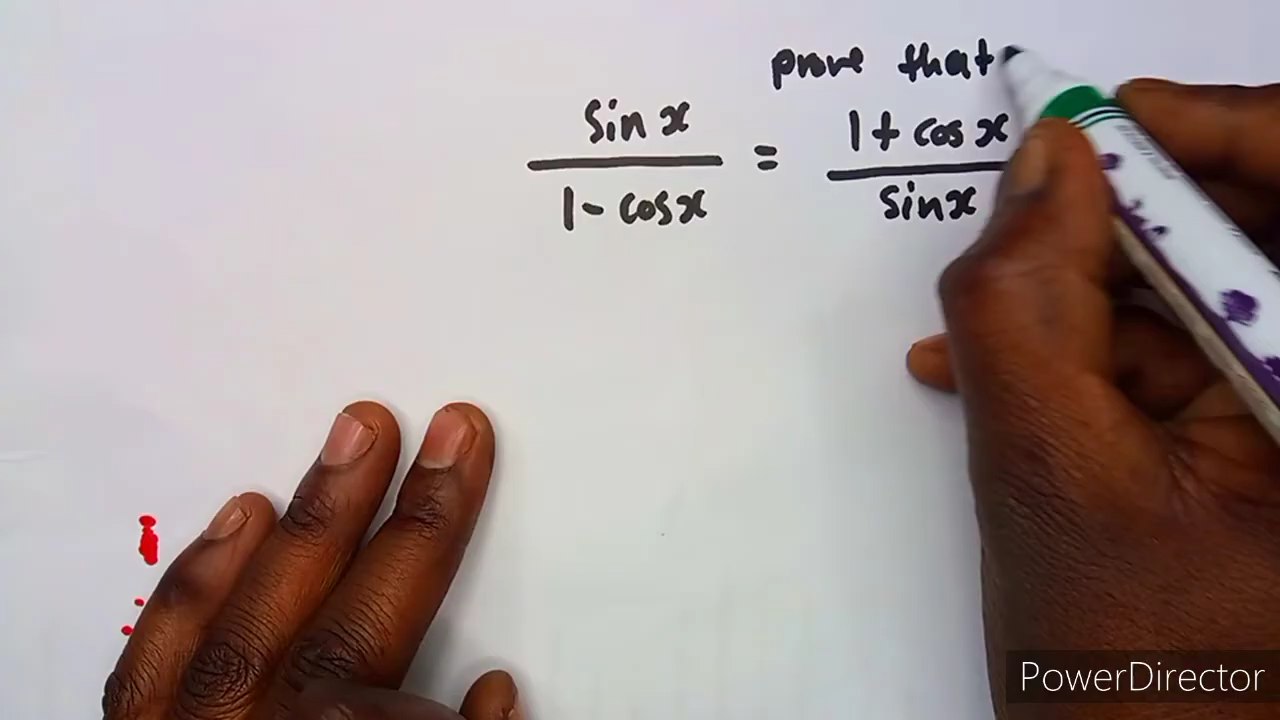 prove that
sin x / 1 - cos x = 1 + cos x / sin x
PowerDirector